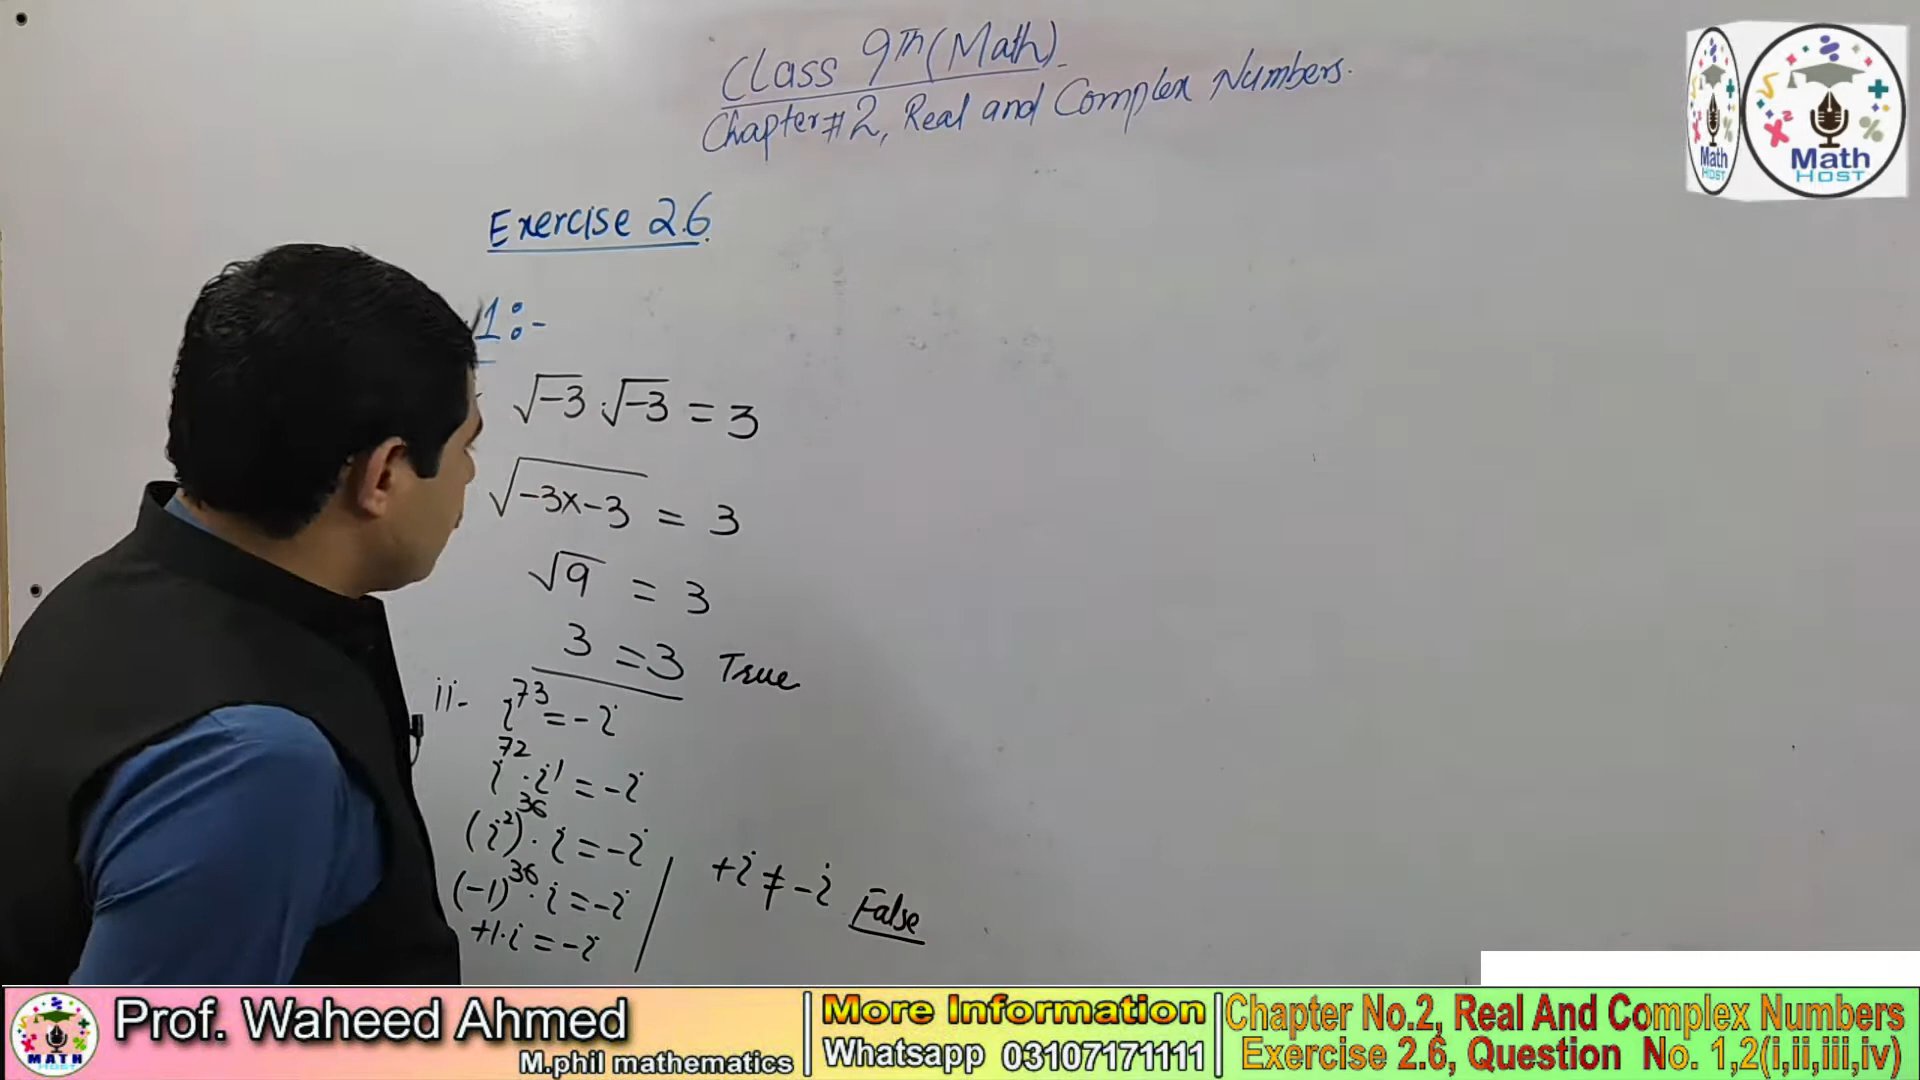 Class 9Th (Math)
Chapter # 2, Real and Complex Numbers.
Math
HOST
Math
HOST
Exercise 2.6
1:-
√-3 . √-3 = 3
√-3x-3 = 3
√9 = 3
3 = 3 True
ii- i^73 = -i
i^72 . i^1 = -i
(i^2)^36 . i = -i
(-1)^36 . i = -i
+1.i = -i
+i ≠ -i False
MATH
HOST
Prof. Waheed Ahmed
M.phil mathematics
More Information
Whatsapp 03107171111
Chapter No.2, Real And Complex Numbers
Exercise 2.6, Question No. 1,2(i,ii,iii,iv)